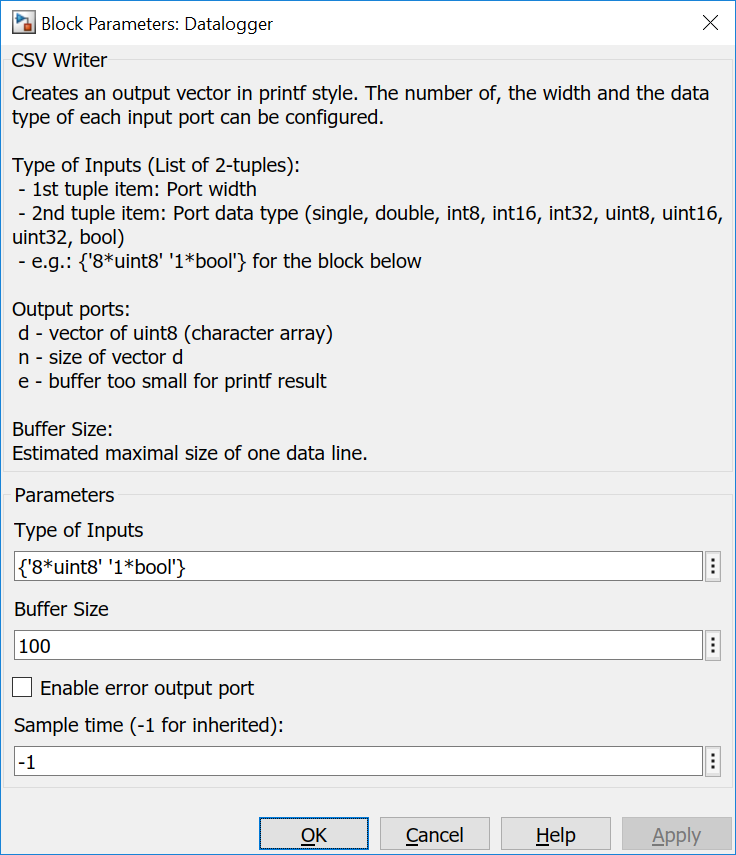 Block Parameters: Datalogger
CSV Writer
Creates an output vector in printf style. The number of, the width and the data
type of each input port can be configured.
Type of Inputs (List of 2-tuples):
- 1st tuple item: Port width
- 2nd tuple item: Port data type (single, double, int8, int16, int32, uint8, uint16,
uint32, bool)
- e.g.: {'8*uint8' '1*bool'} for the block below
Output ports:
d - vector of uint8 (character array)
n - size of vector d
e - buffer too small for printf result
Buffer Size:
Estimated maximal size of one data line.
Parameters
Type of Inputs
{'8*uint8' '1*bool'}
Buffer Size
100
Enable error output port
Sample time (-1 for inherited):
-1
OK Cancel Help Apply